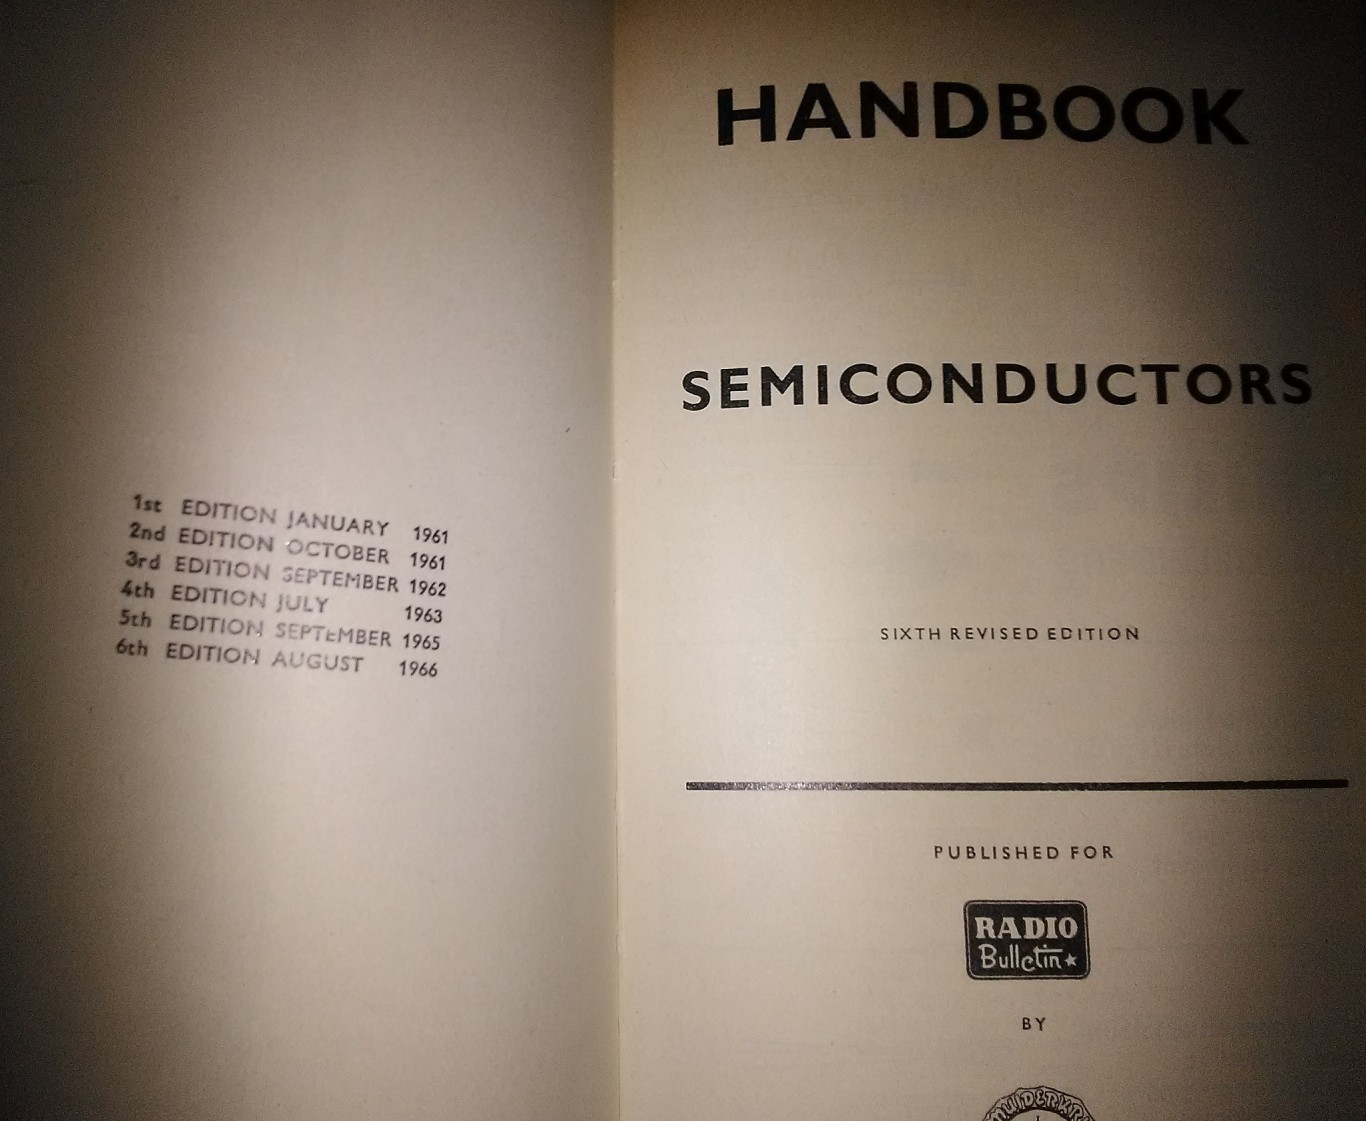 1st EDITION JANUARY 1961
2nd EDITION OCTOBER 1961
3rd EDITION SEPTEMBER 1962
4th EDITION JULY 1963
5th EDITION SEPTEMBER 1965
6th EDITION AUGUST 1966
HANDBOOK
SEMICONDUCTORS
SIXTH REVISED EDITION
PUBLISHED FOR
RADIO
Bulletin
BY